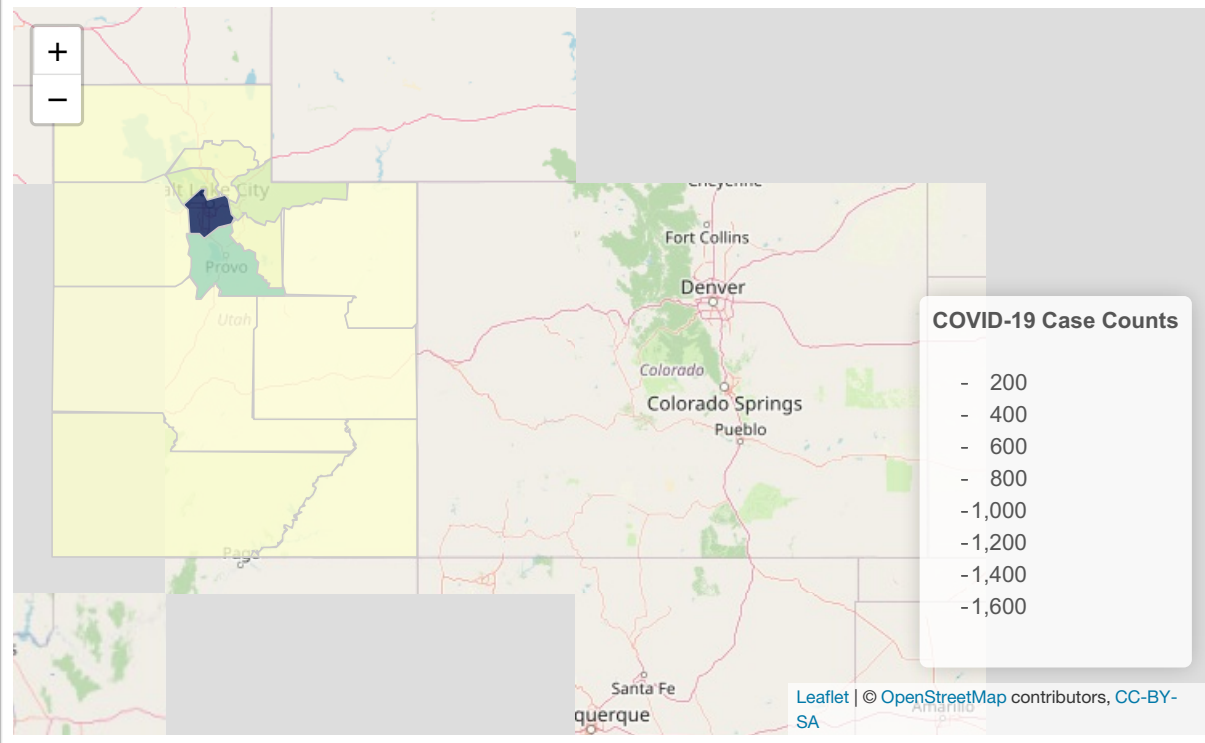 +
−
Cheyenne
alt Lake City
Fort Collins
Provo
Denver
Utah
COVID-19 Case Counts
Colorado
- 200
Colorado Springs
- 400
Pueblo
- 600
- 800
-1,000
-1,200
Page
-1,400
-1,600
s
Santa Fe
Leaflet | © OpenStreetMap contributors, CC-BY-
SA
Amarillo
querque